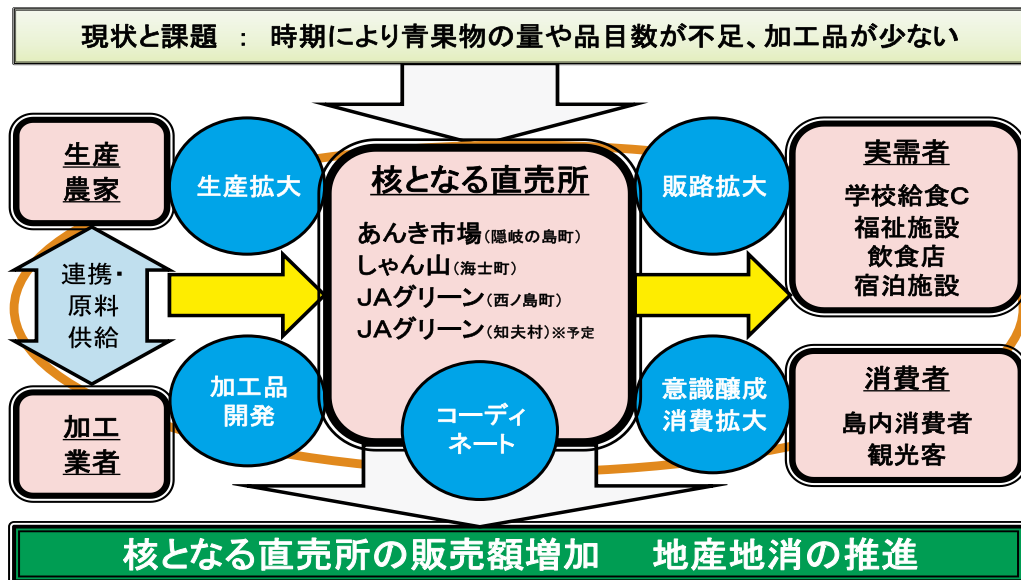 現状と課題 ： 時期により青果物の量や品目数が不足、加工品が少ない
生産
農家
連携・
原料
供給
加工
業者
生産拡大
加工品
開発
核となる直売所
あんき市場(隠岐の島町)
しゃん山(海士町)
JAグリーン(西ノ島町)
JAグリーン(知夫村)※予定
コーディ
ネート
販路拡大
意識醸成
消費拡大
実需者
学校給食C
福祉施設
飲食店
宿泊施設
消費者
島内消費者
観光客
核となる直売所の販売額増加　地産地消の推進